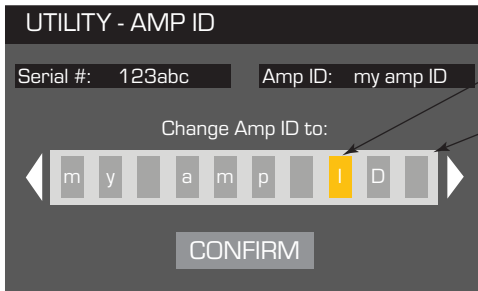 UTILITY - AMP ID
Serial #: 123abc Amp ID: my amp ID
Change Amp ID to:
m y a m p I D
CONFIRM